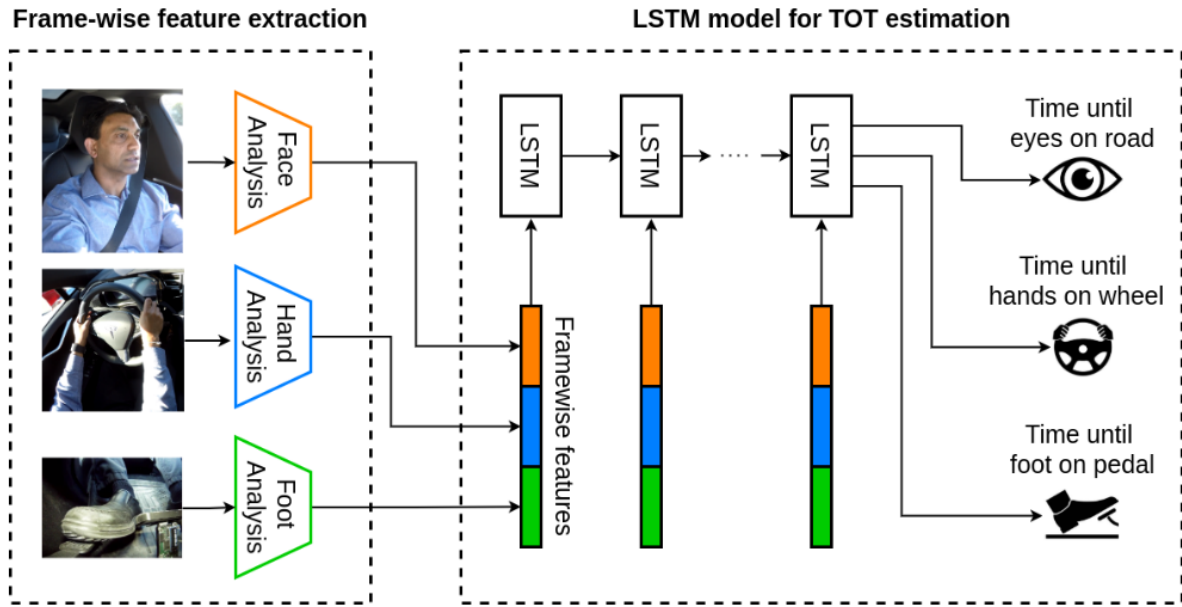 Frame-wise feature extraction
LSTM model for TOT estimation
Face
Analysis
Hand
Analysis
Foot
Analysis
LSTM
LSTM
....
LSTM
Framewise features
Time until
eyes on road
Time until
hands on wheel
Time until
foot on pedal